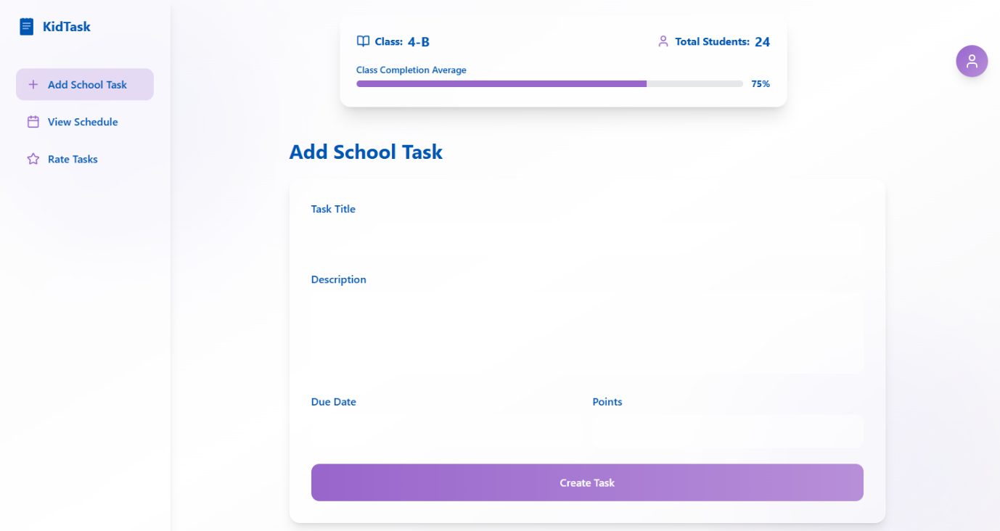 KidTask
Add School Task
View Schedule
Rate Tasks
Class: 4-B
Total Students: 24
Class Completion Average
75%
Add School Task
Task Title
Description
Due Date
Points
Create Task